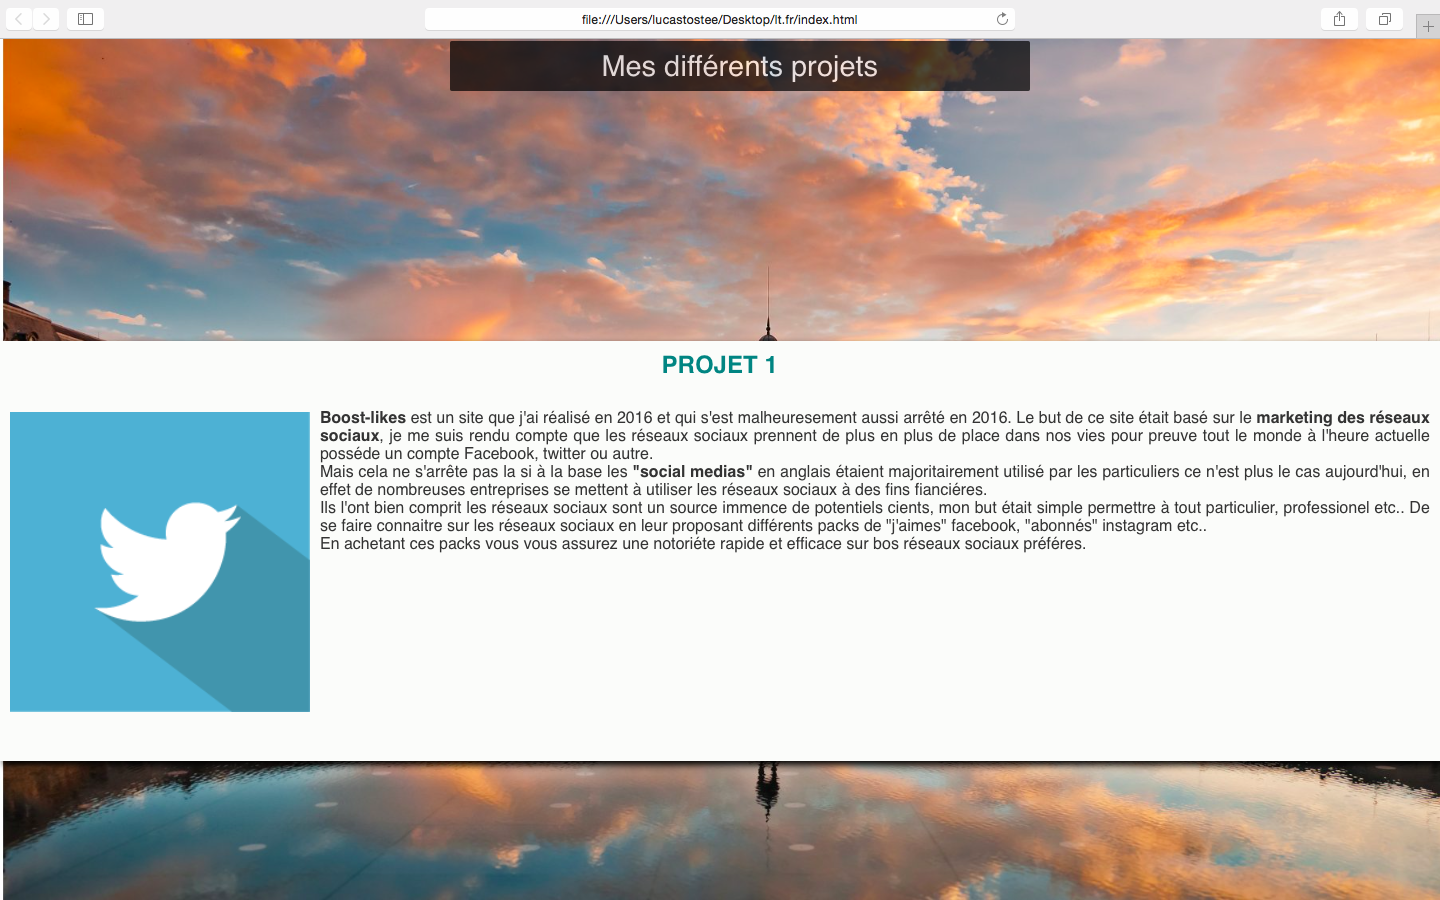 file:///Users/lucastostee/Desktop/lt.fr/index.html
Mes différents projets
PROJET 1
Boost-likes est un site que j'ai réalisé en 2016 et qui s'est malheuresement aussi arrêté en 2016. Le but de ce site était basé sur le marketing des réseaux
sociaux, je me suis rendu compte que les réseaux sociaux prennent de plus en plus de place dans nos vies pour preuve tout le monde à l'heure actuelle
posséde un compte Facebook, twitter ou autre.
Mais cela ne s'arrête pas la si à la base les "social medias" en anglais étaient majoritairement utilisé par les particuliers ce n'est plus le cas aujourd'hui, en
effet de nombreuses entreprises se mettent à utiliser les réseaux sociaux à des fins fianciéres.
Ils l'ont bien comprit les réseaux sociaux sont un source immence de potentiels cients, mon but était simple permettre à tout particulier, professionel etc.. De
se faire connaitre sur les réseaux sociaux en leur proposant différents packs de "j'aimes" facebook, "abonnés" instagram etc..
En achetant ces packs vous vous assurez une notoriéte rapide et efficace sur bos réseaux sociaux préféres.